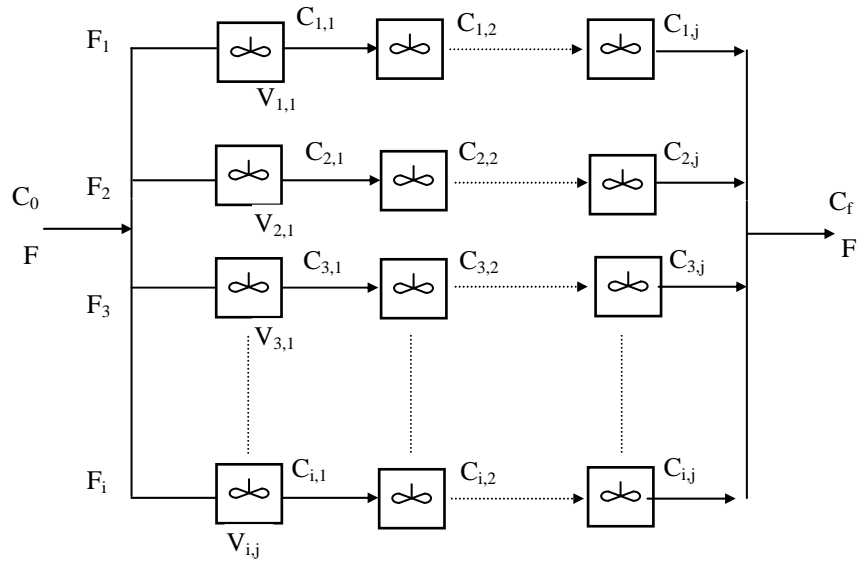 F1 C1,1 C1,2 C1,j
V1,1
F2 C2,1 C2,2 C2,j
C0 Cf
V2,1
F F
F3 C3,1 C3,2 C3,j
V3,1
Fi Ci,1 Ci,2 Ci,j
Vi,j